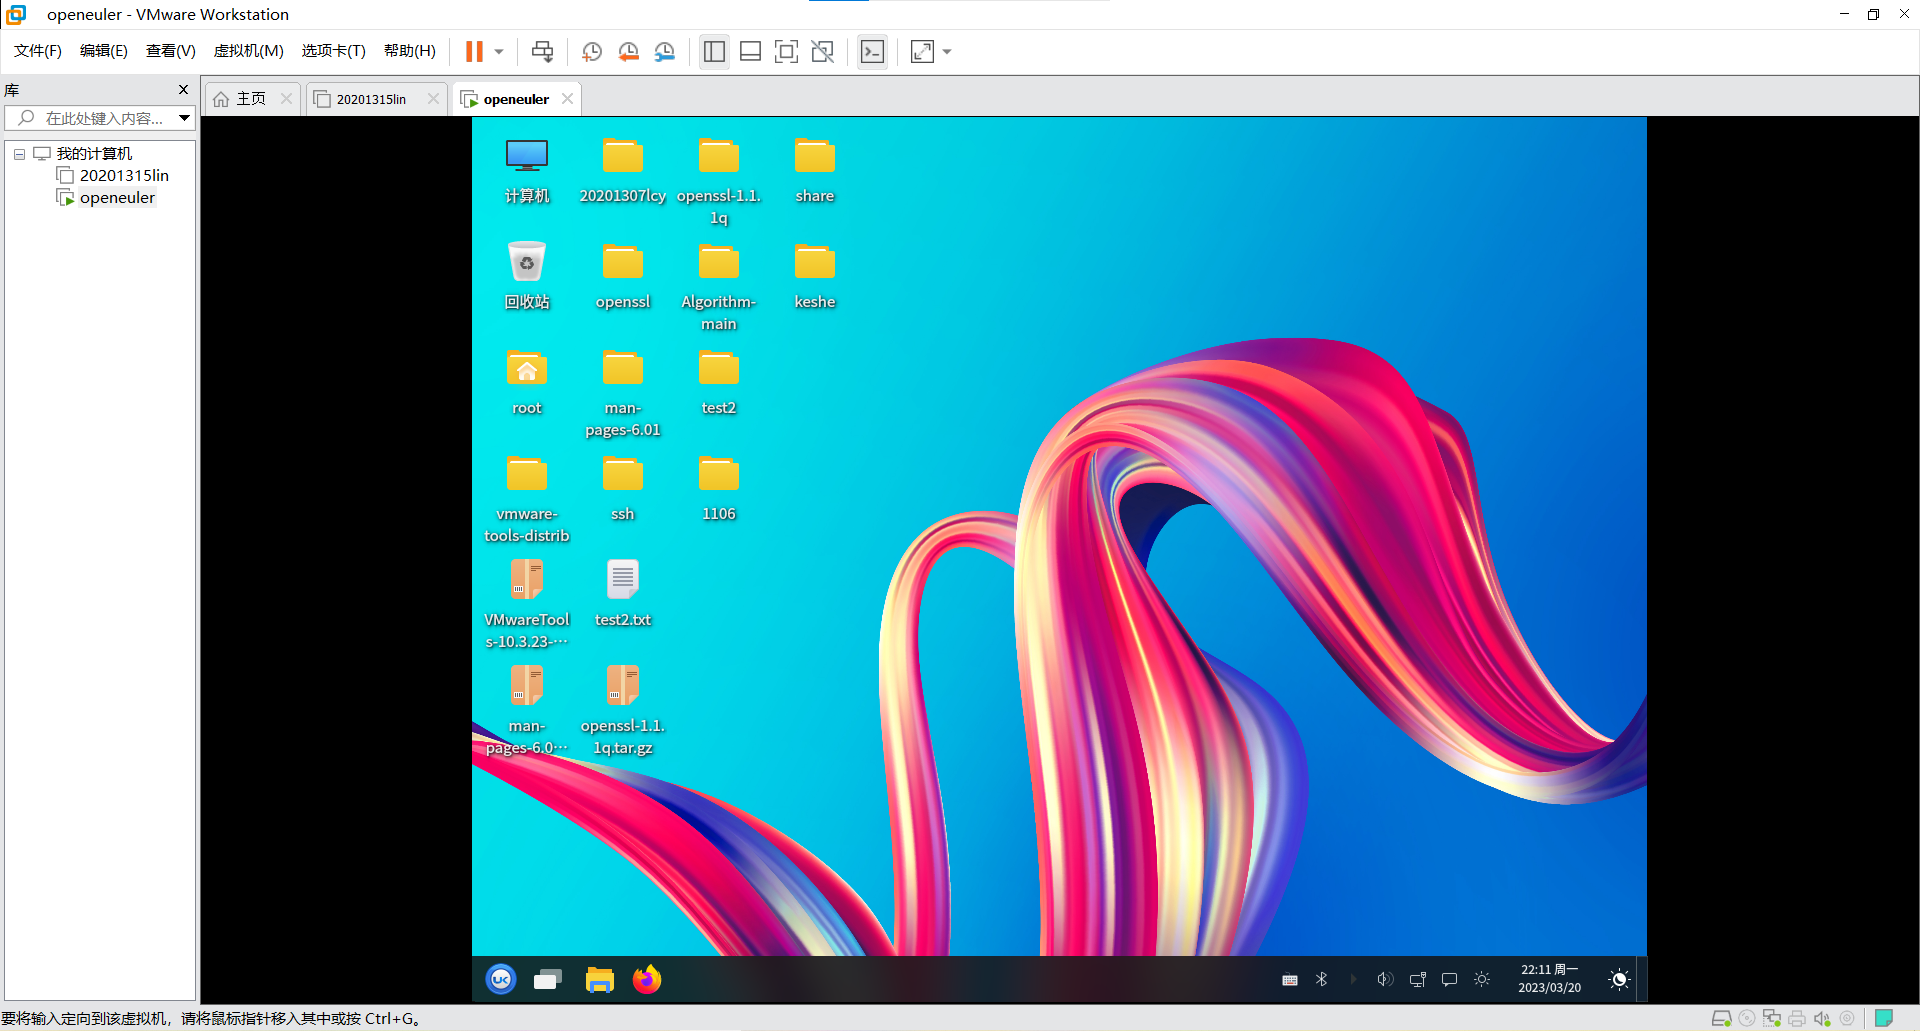 openeuler - VMware Workstation
文件(F) 编辑(E) 查看(V) 虚拟机(M) 选项卡(T) 帮助(H)
库
主页
20201315lin
openeuler
在此处键入内容...
我的计算机
20201315lin
openeuler
计算机
20201307lcy
openssl-1.1.
1q
share
回收站
openssl
Algorithm-
main
keshe
root
man-
pages-6.01
test2
vmware-
tools-distrib
ssh
1106
VMwareTool
s-10.3.23-···
test2.txt
man-
pages-6.0···
openssl-1.1.
1q.tar.gz
22:11 周一
2023/03/20
要将输入定向到该虚拟机，请将鼠标指针移入其中或按 Ctrl+G。